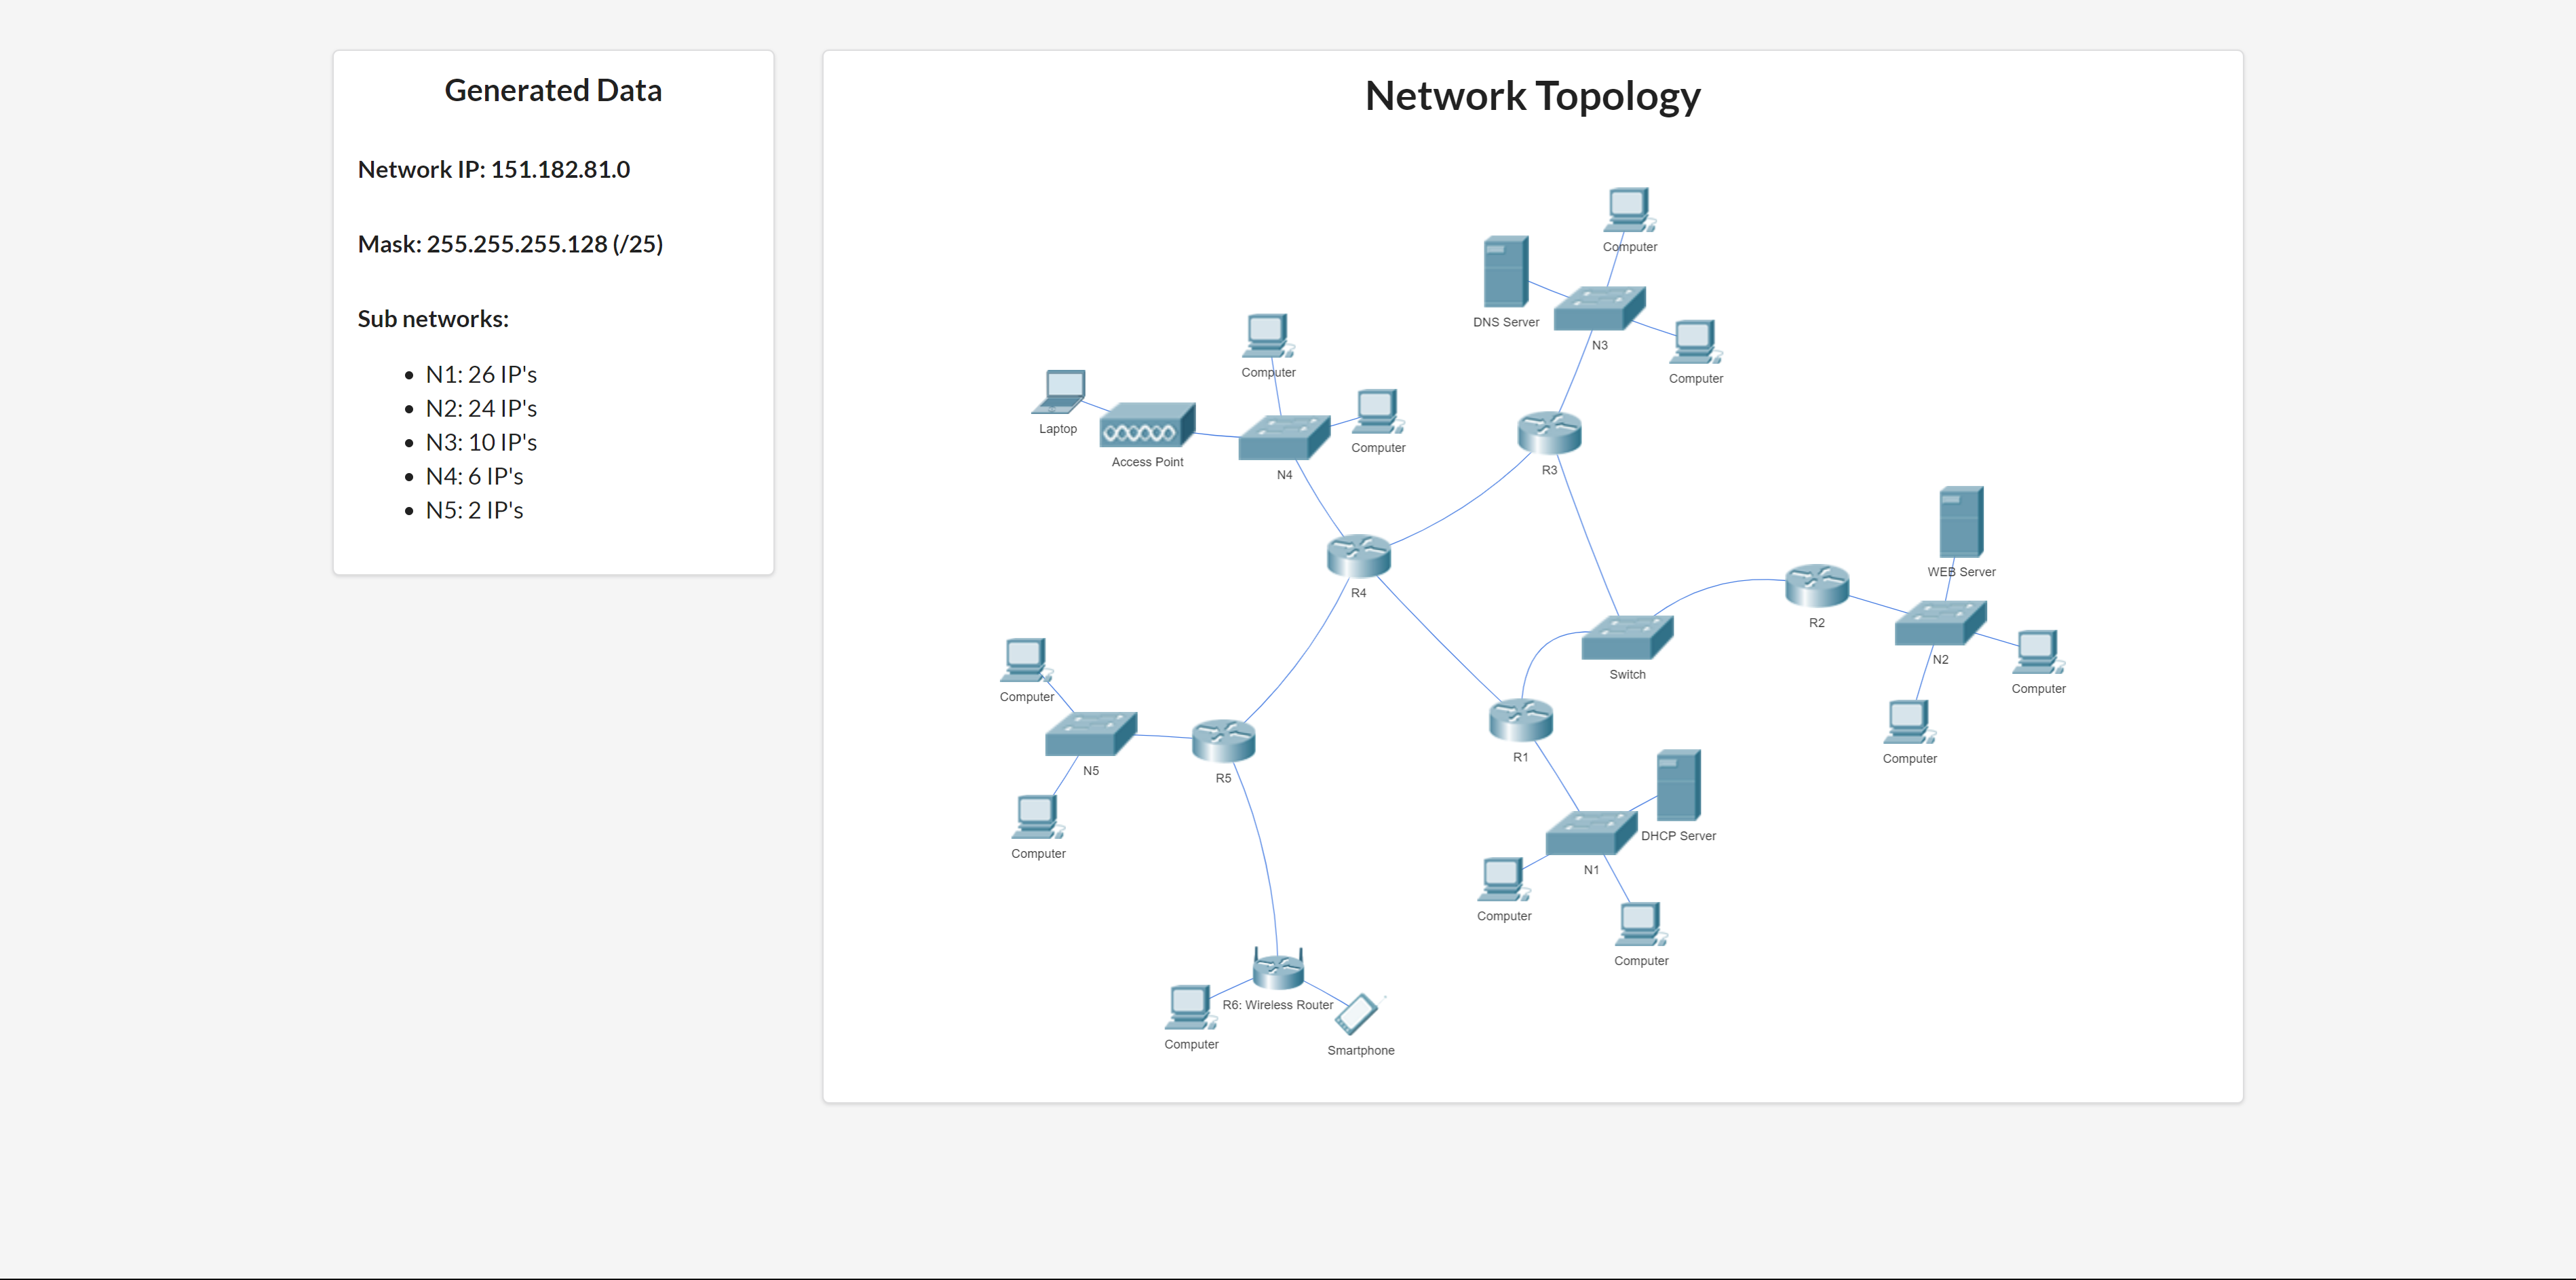 Generated Data
Network IP: 151.182.81.0
Mask: 255.255.255.128 (/25)
Sub networks:
N1: 26 IP's
N2: 24 IP's
N3: 10 IP's
N4: 6 IP's
N5: 2 IP's
Network Topology
Computer
DNS Server
N3
Computer
Computer
Laptop
Computer
Access Point
N4
R3
WEB Server
R4
R2
N2
Switch
Computer
Computer
R1
Computer
N5
R5
DHCP Server
Computer
N1
Computer
Computer
R6: Wireless Router
Computer
Smartphone